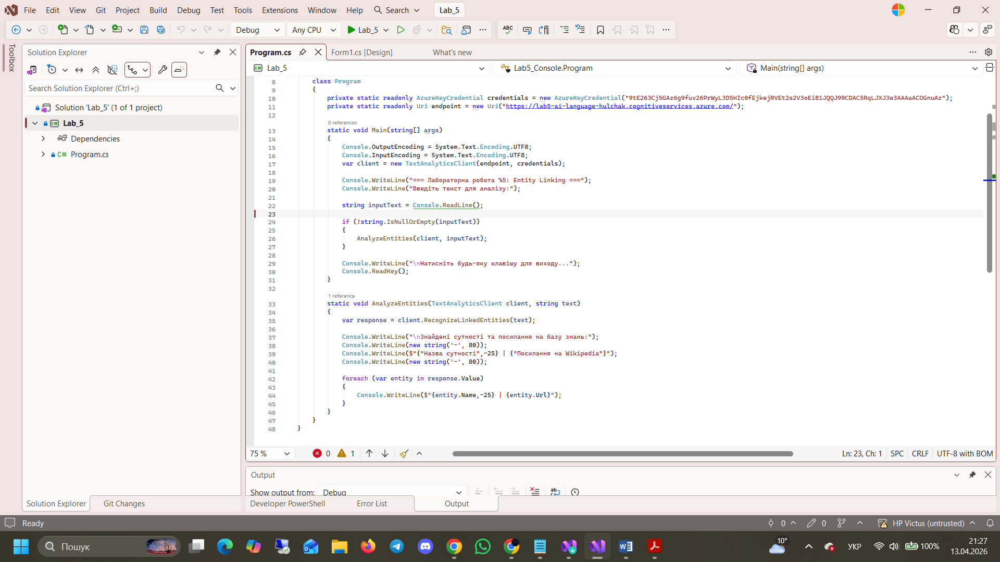 File Edit View Git Project Build Debug Test Tools Extensions Window Help Search Lab_5
Debug Any CPU Lab_5
Toolbox
Solution Explorer
Search Solution Explorer (Ctrl+;)
Solution 'Lab_5' (1 of 1 project)
Lab_5
Dependencies
C# Program.cs
Program.cs Form1.cs [Design] What's new
Lab_5 Lab5_Console.Program Main(string[] args)
8 class Program
9 {
10 private static readonly AzureKeyCredential credentials = new AzureKeyCredential("9tE263Cj5GAz6g9fuv26PrWyL3D5HIc0fEjkejRVEt2s2V3oEiB1JQQJ99CDAC5RqLJXJ3w3AAAaACOGnuAz");
11 private static readonly Uri endpoint = new Uri("https://lab5-ai-language-hulchak.cognitiveservices.azure.com/");
12
0 references
13 static void Main(string[] args)
14 {
15 Console.OutputEncoding = System.Text.Encoding.UTF8;
16 Console.InputEncoding = System.Text.Encoding.UTF8;
17 var client = new TextAnalyticsClient(endpoint, credentials);
18
19 Console.WriteLine("=== Лабораторна робота №5: Entity Linking ===");
20 Console.WriteLine("Введіть текст для аналізу:");
21
22 string inputText = Console.ReadLine();
23
24 if (!string.IsNullOrEmpty(inputText))
25 {
26 AnalyzeEntities(client, inputText);
27 }
28
29 Console.WriteLine("\nНатисніть будь-яку клавішу для виходу...");
30 Console.ReadKey();
31 }
32
1 reference
33 static void AnalyzeEntities(TextAnalyticsClient client, string text)
34 {
35 var response = client.RecognizeLinkedEntities(text);
36
37 Console.WriteLine("\nЗнайдені сутності та посилання на базу знань:");
38 Console.WriteLine(new string('-', 80));
39 Console.WriteLine($"{"Назва сутності",-25} | {"Посилання на Wikipedia"}");
40 Console.WriteLine(new string('-', 80));
41
42 foreach (var entity in response.Value)
43 {
44 Console.WriteLine($"{entity.Name,-25} | {entity.Url}");
45 }
46 }
47 }
48 }
75 % 0 1 Ln: 23, Ch: 1 SPC CRLF UTF-8 with BOM
Output
Show output from: Debug
Solution Explorer Git Changes Developer PowerShell Error List Output
Ready 0 0 HP Victus (untrusted)
Пошук 10° УКР 100% 21:27
13.04.2026